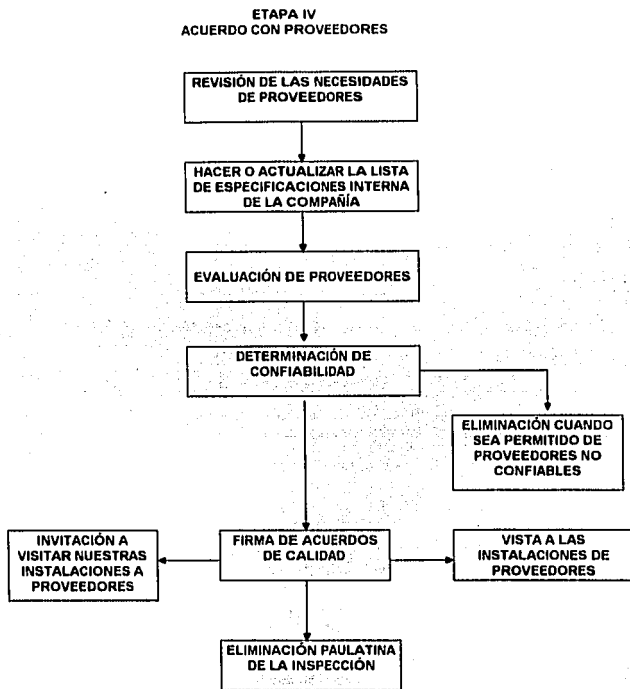 ETAPA IV
ACUERDO CON PROVEEDORES
REVISIÓN DE LAS NECESIDADES
DE PROVEEDORES
HACER O ACTUALIZAR LA LISTA
DE ESPECIFICACIONES INTERNA
DE LA COMPAÑÍA
EVALUACIÓN DE PROVEEDORES
DETERMINACIÓN DE
CONFIABILIDAD
ELIMINACIÓN CUANDO
SEA PERMITIDO DE
PROVEEDORES NO
CONFIABLES
INVITACIÓN A
VISITAR NUESTRAS
INSTALACIONES A
PROVEEDORES
FIRMA DE ACUERDOS
DE CALIDAD
VISTA A LAS
INSTALACIONES DE
PROVEEDORES
ELIMINACIÓN PAULATINA
DE LA INSPECCIÓN